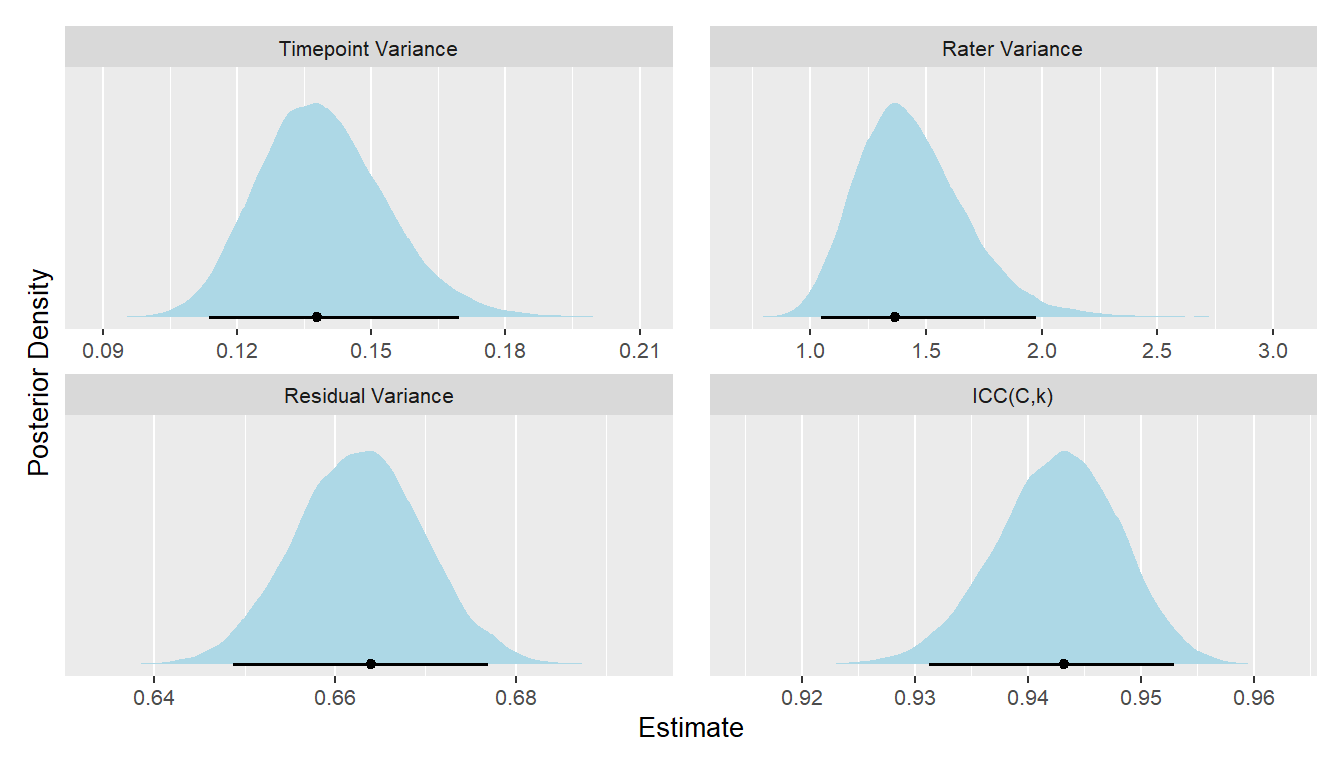 Timepoint Variance
Rater Variance
0.09 0.12 0.15 0.18 0.21
1.0 1.5 2.0 2.5 3.0
Posterior Density
Residual Variance
ICC(C,k)
0.64 0.66 0.68
0.92 0.93 0.94 0.95 0.96
Estimate